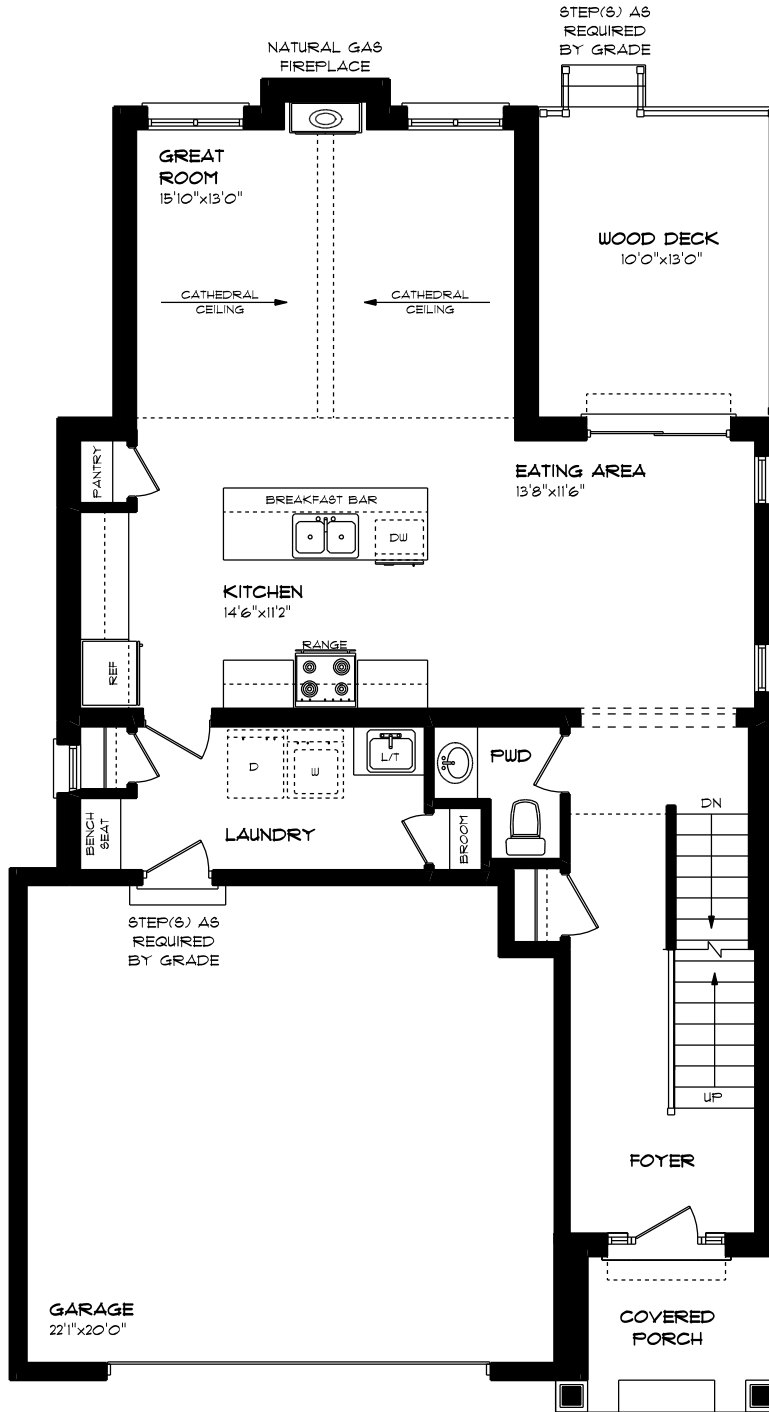 STEP(S) AS
REQUIRED
BY GRADE
NATURAL GAS
FIREPLACE
GREAT
ROOM
15'10"x13'0"
WOOD DECK
10'0"x13'0"
CATHEDRAL
CEILING
CATHEDRAL
CEILING
PANTRY
EATING AREA
13'8"x11'6"
BREAKFAST BAR
DW
KITCHEN
14'6"x11'2"
RANGE
REF
D
W
L/T
PWD
BENCH
SEAT
LAUNDRY
BROOM
DN
STEP(S) AS
REQUIRED
BY GRADE
UP
FOYER
GARAGE
22'1"x20'0"
COVERED
PORCH